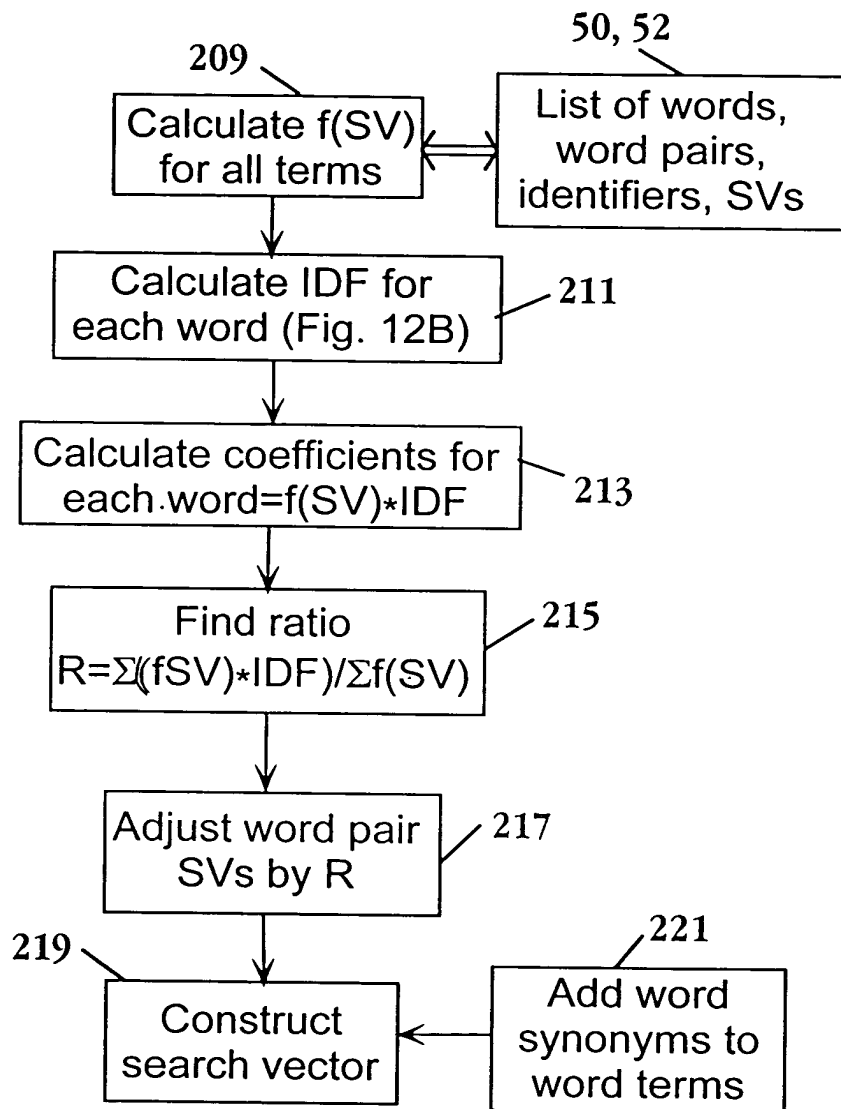 50, 52
209
Calculate f(SV)
for all terms
List of words,
word pairs,
identifiers, SVs
Calculate IDF for
each word (Fig. 12B)
211
Calculate coefficients for
each word=f(SV)*IDF
213
Find ratio
R=Σ((fSV)*IDF)/Σf(SV)
215
Adjust word pair
SVs by R
217
219
Construct
search vector
221
Add word
synonyms to
word terms